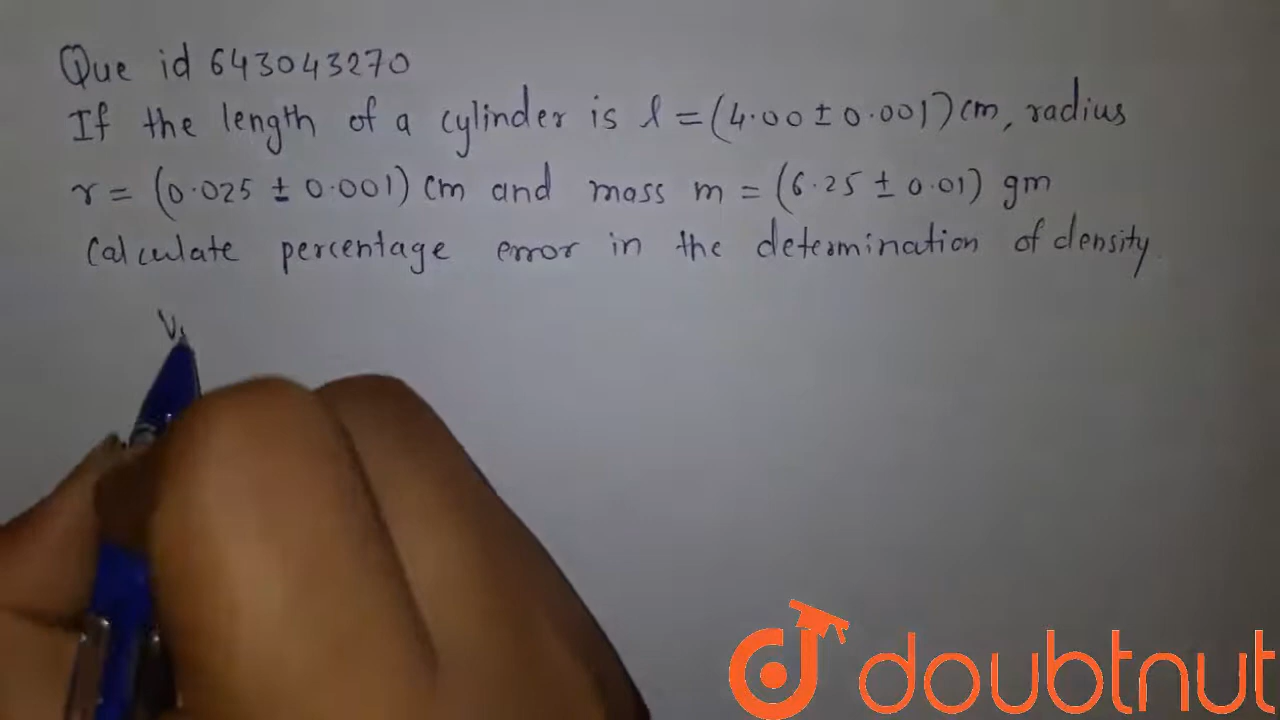 Que id 643043270
If the length of a cylinder is l = (4.00 ± 0.001) cm, radius
r = (0.025 ± 0.001) cm and mass m = (6.25 ± 0.01) gm
Calculate percentage error in the determination of density
doubtnut